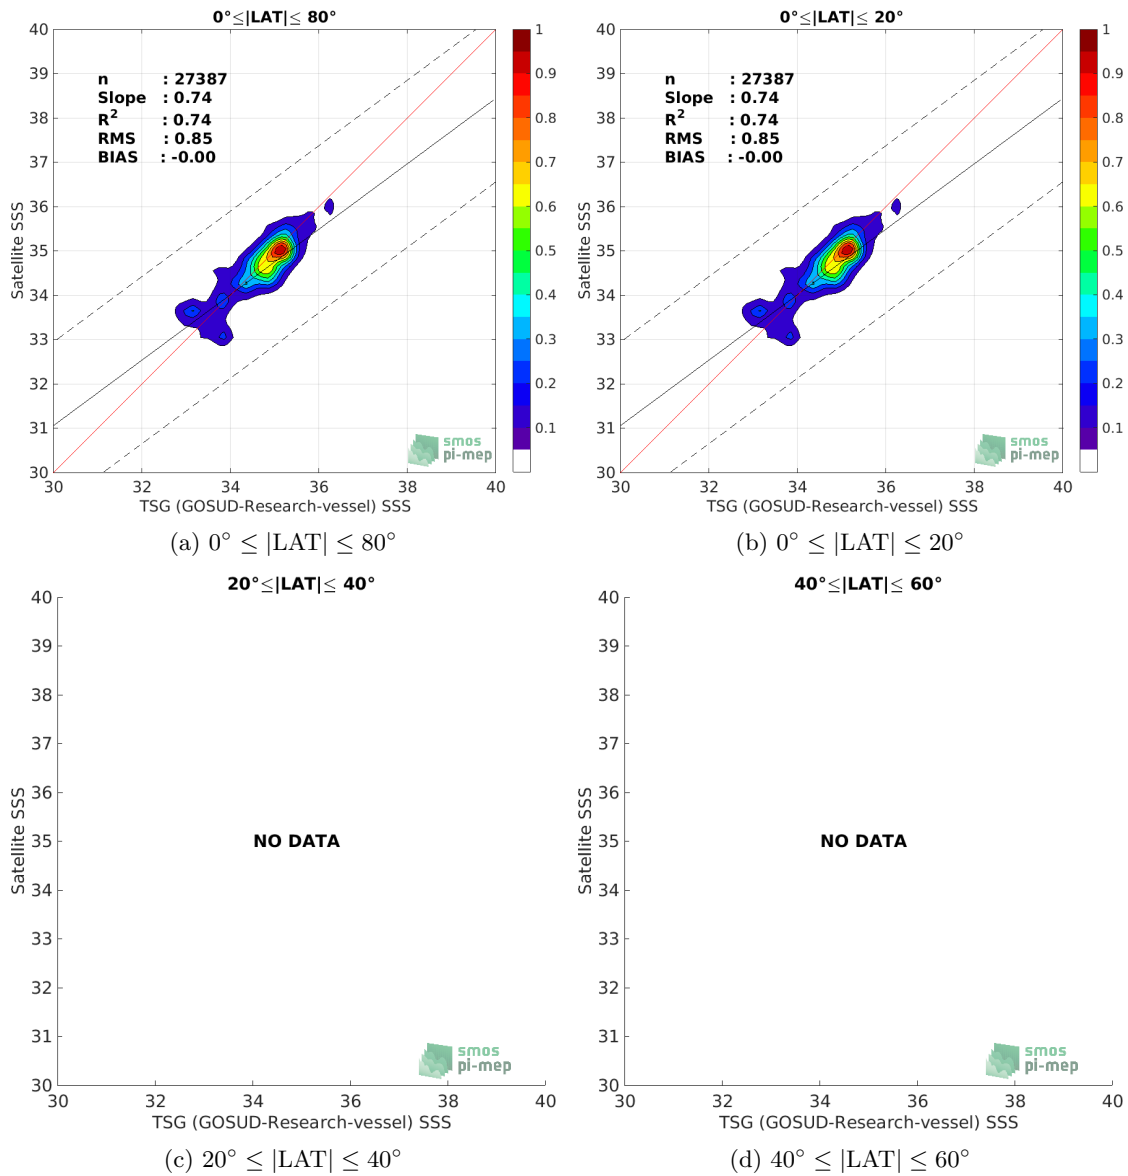 0°≤|LAT|≤ 80°
40
39
38
37
36
35
34
33
32
31
30
Satellite SSS
n : 27387
Slope : 0.74
R² : 0.74
RMS : 0.85
BIAS : -0.00
smos
pi-mep
30 32 34 36 38 40
TSG (GOSUD-Research-vessel) SSS
1
0.9
0.8
0.7
0.6
0.5
0.4
0.3
0.2
0.1
(a) 0° ≤ |LAT| ≤ 80°
0°≤|LAT|≤ 20°
40
39
38
37
36
35
34
33
32
31
30
Satellite SSS
n : 27387
Slope : 0.74
R² : 0.74
RMS : 0.85
BIAS : -0.00
smos
pi-mep
30 32 34 36 38 40
TSG (GOSUD-Research-vessel) SSS
1
0.9
0.8
0.7
0.6
0.5
0.4
0.3
0.2
0.1
(b) 0° ≤ |LAT| ≤ 20°
20°≤|LAT|≤ 40°
40
39
38
37
36
35
34
33
32
31
30
Satellite SSS
NO DATA
smos
pi-mep
30 32 34 36 38 40
TSG (GOSUD-Research-vessel) SSS
(c) 20° ≤ |LAT| ≤ 40°
40°≤|LAT|≤ 60°
40
39
38
37
36
35
34
33
32
31
30
Satellite SSS
NO DATA
smos
pi-mep
30 32 34 36 38 40
TSG (GOSUD-Research-vessel) SSS
(d) 40° ≤ |LAT| ≤ 60°